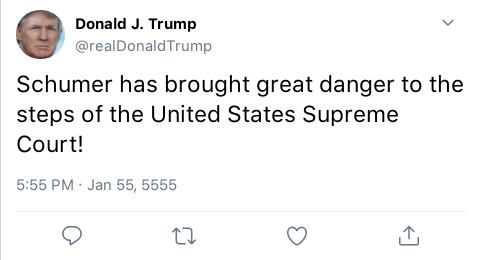 Donald J. Trump
@realDonaldTrump
Schumer has brought great danger to the
steps of the United States Supreme
Court!
5:55 PM · Jan 55, 5555